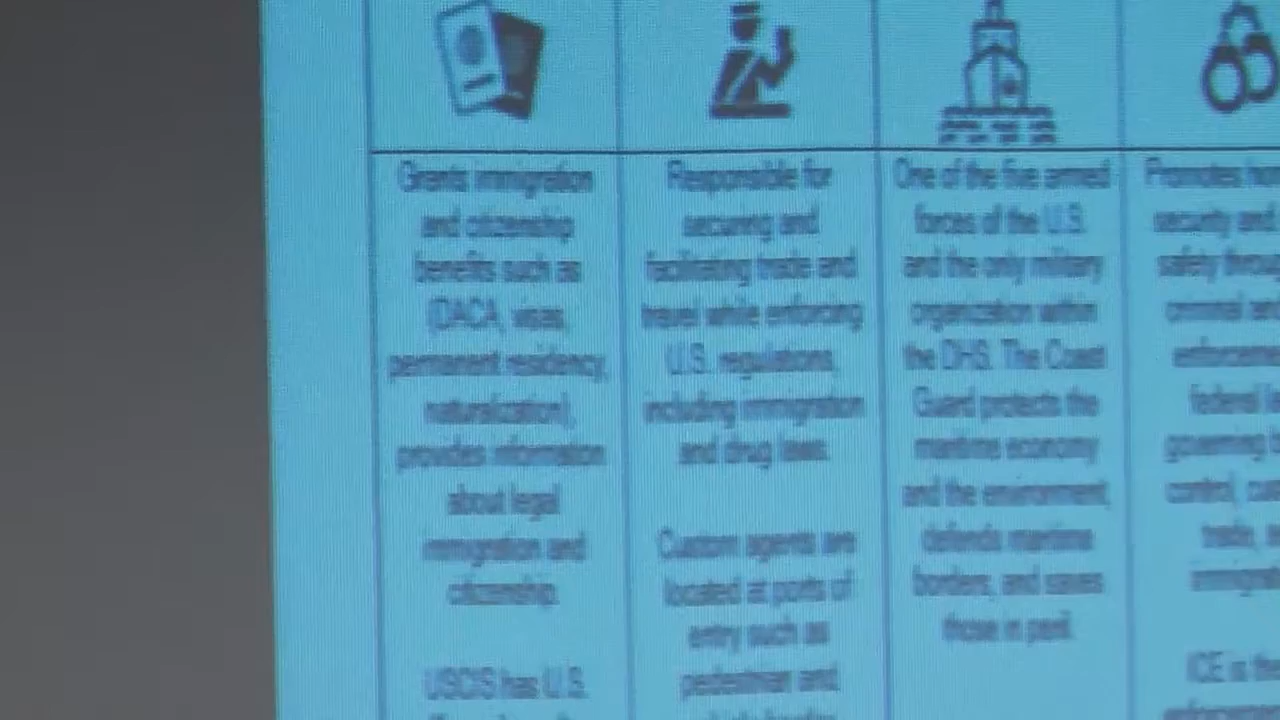 Grants immigration
and citizenship
benefits such as
(DACA, visas,
permanent residency,
naturalization),
provides information
about legal
immigration and
citizenship.
USCIS has U.S.
Responsible for
securing and
facilitating trade and
travel while enforcing
U.S. regulations,
including immigration
and drug laws.
Custom agents are
located at ports of
entry such as
pedestrian and
One of the five armed
forces of the U.S.
and the only military
organization within
the DHS. The Coast
Guard protects the
maritime economy
and the environment,
defends maritime
borders, and saves
those in peril.
Promotes
security and
safety
criminal
federal
governing
control,
trade,
ICE is the